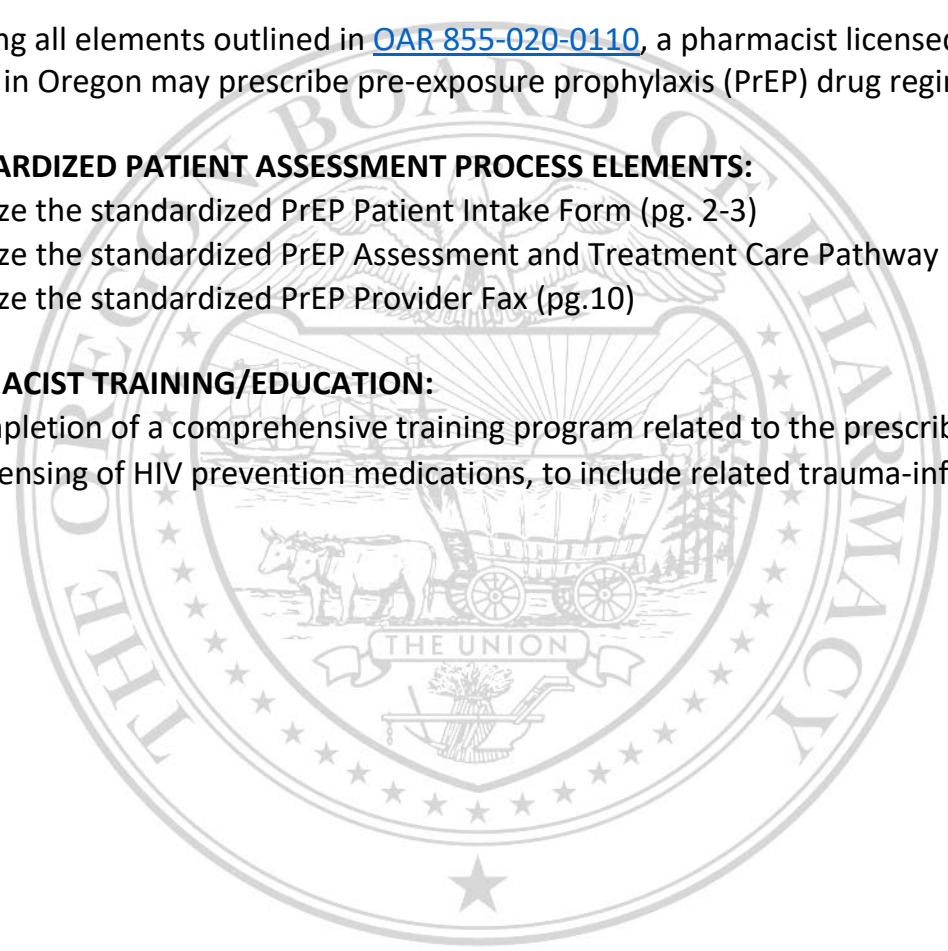 ng all elements outlined in OAR 855-020-0110, a pharmacist licensed
in Oregon may prescribe pre-exposure prophylaxis (PrEP) drug regin
ARDIZED PATIENT ASSESSMENT PROCESS ELEMENTS:
ze the standardized PrEP Patient Intake Form (pg. 2-3)
ze the standardized PrEP Assessment and Treatment Care Pathway
ze the standardized PrEP Provider Fax (pg.10)
ACIST TRAINING/EDUCATION:
pletion of a comprehensive training program related to the prescrib
ensing of HIV prevention medications, to include related trauma-inf
THE OREGON BOARD OF PHARMACY
THE UNION